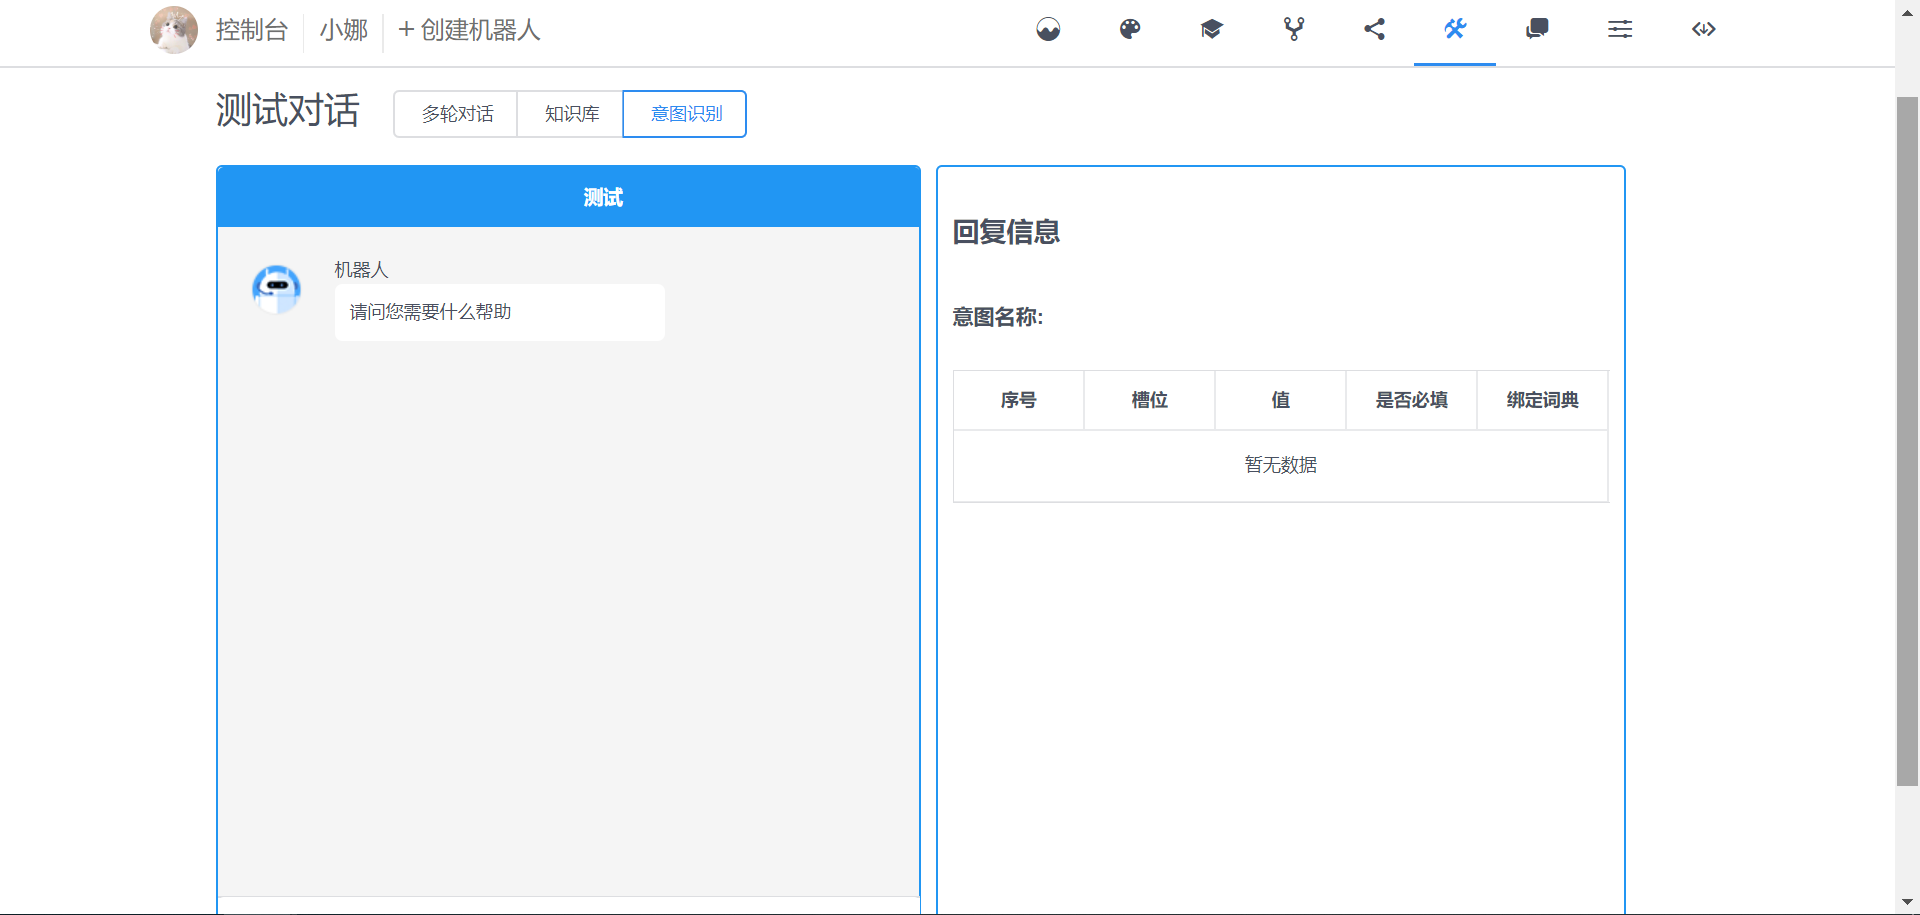 控制台 小娜 + 创建机器人
测试对话 多轮对话 知识库 意图识别
测试
机器人
请问您需要什么帮助
回复信息
意图名称:
序号 槽位 值 是否必填 绑定词典
暂无数据